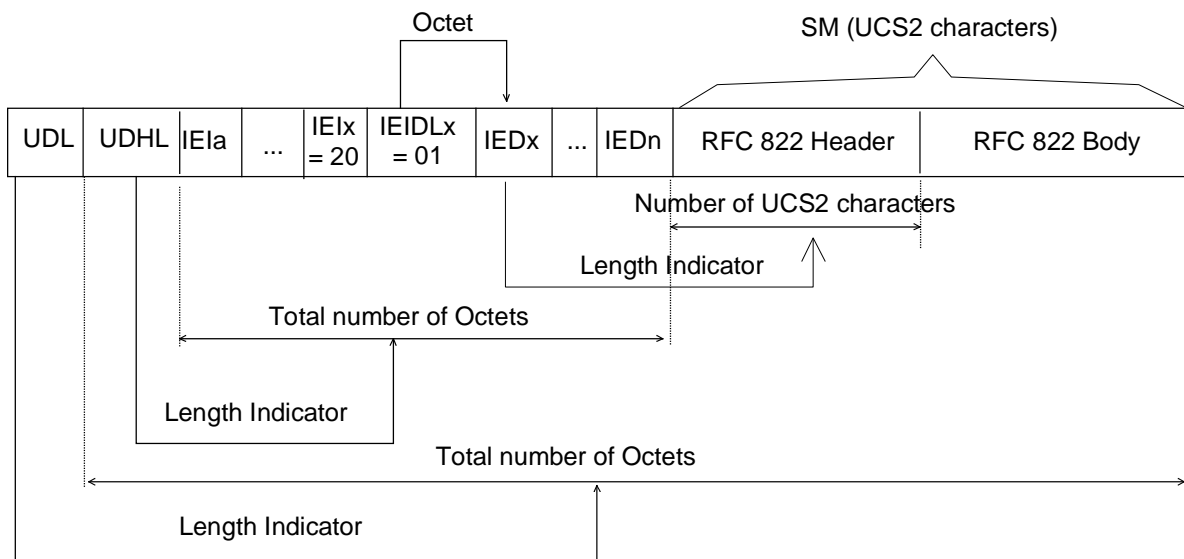 Octet
SM (UCS2 characters)
UDL
UDHL
IEIa
...
IEIx
= 20
IEIDLx
= 01
IEDx
...
IEDn
RFC 822 Header
RFC 822 Body
Number of UCS2 characters
Length Indicator
Total number of Octets
Length Indicator
Total number of Octets
Length Indicator